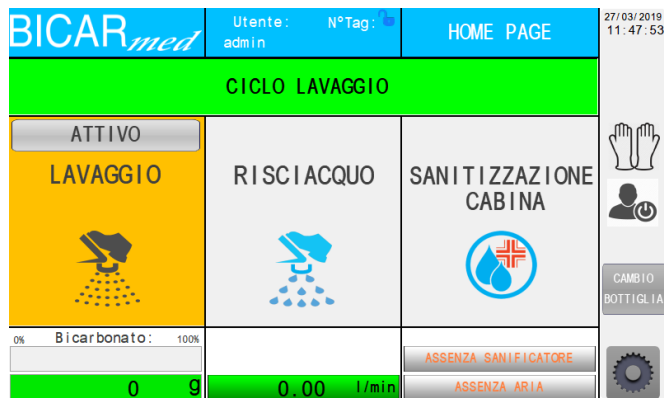 BICARmed
Utente: N°Tag:
admin
HOME PAGE
27/03/2019
11:47:53
CICLO LAVAGGIO
ATTIVO
LAVAGGIO
RISCIACQUO
SANITIZZAZIONE
CABINA
CAMBIO
BOTTIGLIA
0% Bicarbonato: 100%
0 g
0.00 l/min
ASSENZA SANIFICATORE
ASSENZA ARIA